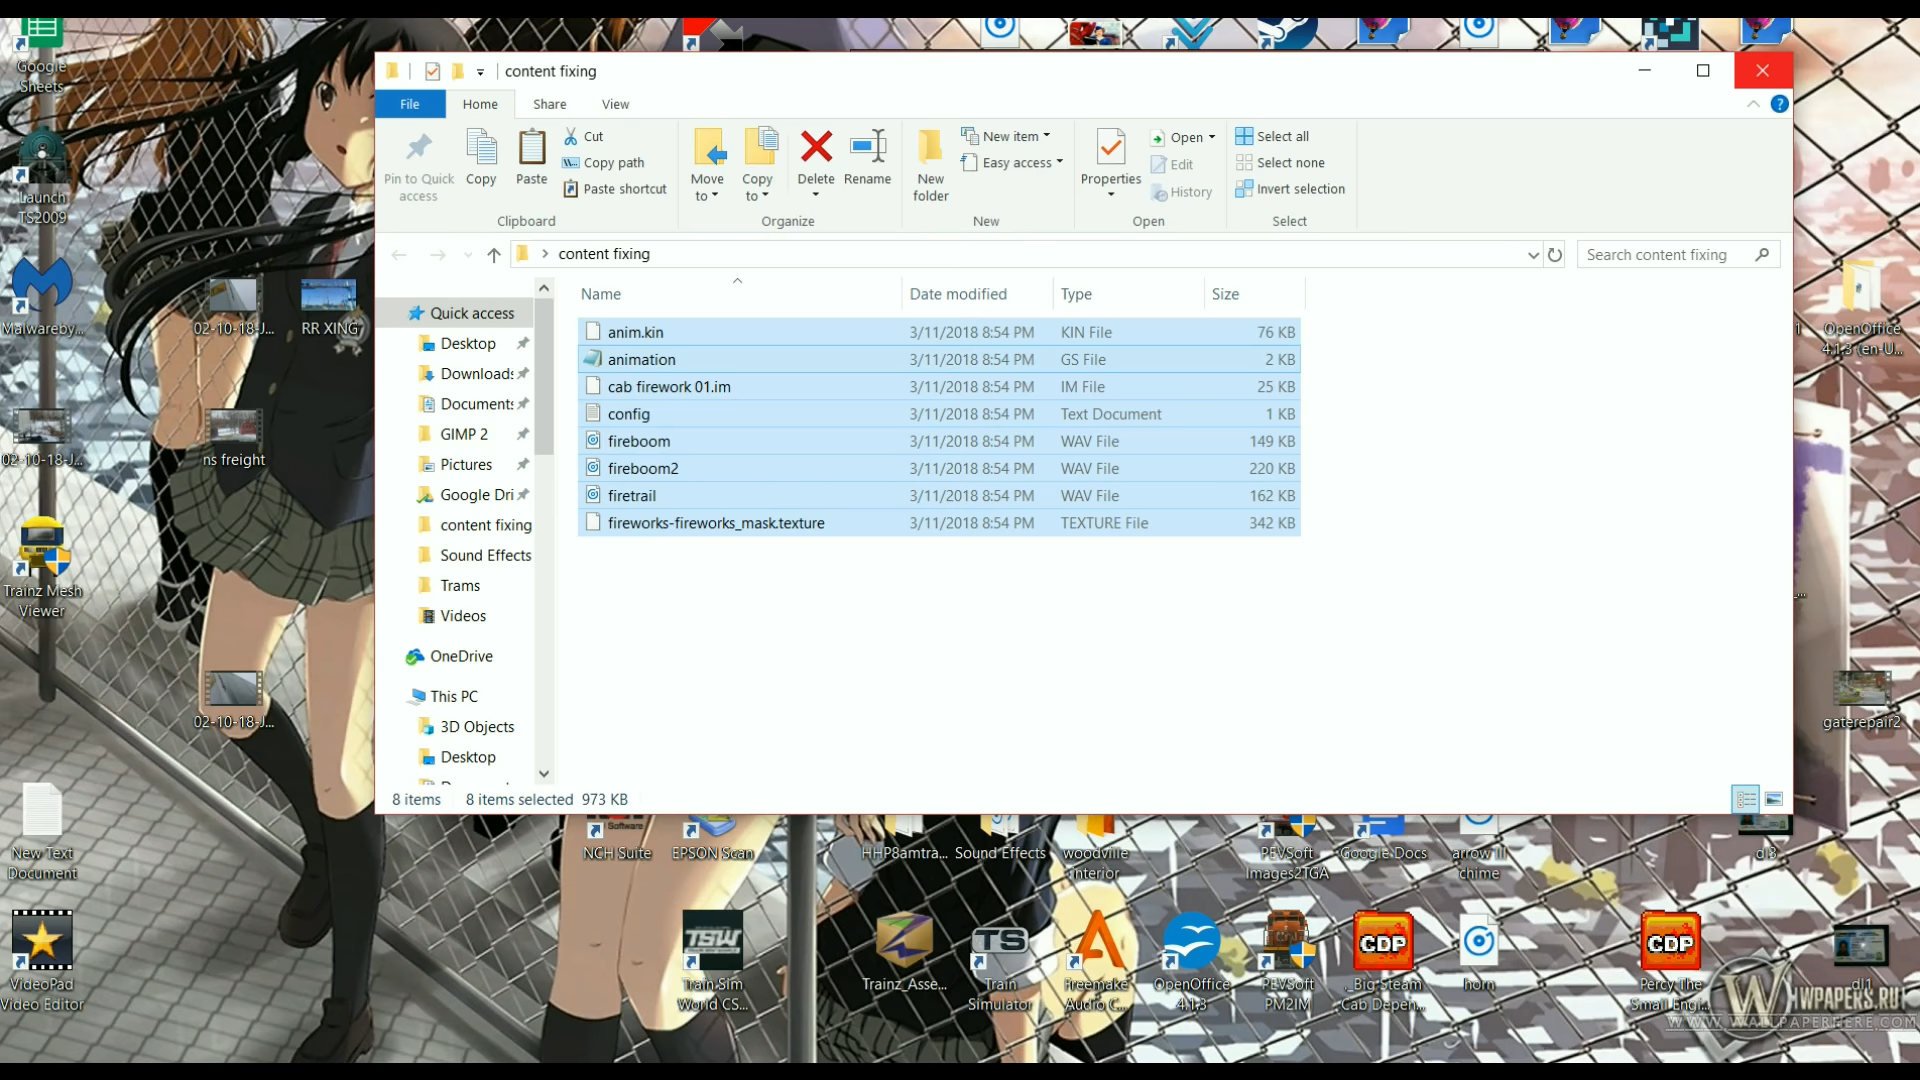 content fixing
File Home Share View
Pin to Quick access
Copy
Paste
Cut
Copy path
Paste shortcut
Clipboard
Move to
Copy to
Delete
Rename
Organize
New folder
New item
Easy access
New
Properties
Open
Edit
History
Open
Select all
Select none
Invert selection
Select
content fixing
Search content fixing
Name Date modified Type Size
anim.kin 3/11/2018 8:54 PM KIN File 76 KB
animation 3/11/2018 8:54 PM GS File 2 KB
cab firework 01.im 3/11/2018 8:54 PM IM File 25 KB
config 3/11/2018 8:54 PM Text Document 1 KB
fireboom 3/11/2018 8:54 PM WAV File 149 KB
fireboom2 3/11/2018 8:54 PM WAV File 220 KB
firetrail 3/11/2018 8:54 PM WAV File 162 KB
fireworks-fireworks_mask.texture 3/11/2018 8:54 PM TEXTURE File 342 KB
Quick access
Desktop
Downloads
Documents
GIMP 2
Pictures
Google Dri
content fixing
Sound Effects
Trams
Videos
OneDrive
This PC
3D Objects
Desktop
8 items 8 items selected 973 KB
Google Sheets
Launch TS2009
Malwareby...
02-10-18-J...
RR XING
02-10-18-J...
ns freight
Trainz Mesh Viewer
02-10-18-J...
New Text Document
VideoPad Video Editor
OpenOffice 4.1.3 (en-U...
gaterepair2
NCH Suite
EPSON Scan
HHP8amtra...
Sound Effects
woodville interior
PEVSoft Images2TGA
Google Docs
arrow III chime
dl3
TSW
Train Sim World CS...
Trainz_Asse...
TS
Train Simulator
Freemake Audio C...
OpenOffice 4.1.3
PEVSoft PM2IM
CDP
_Big Steam Cab Depen...
horn
CDP
Percy The Small Engi...
dl1
WWW.WALLPAPERHERE.COM